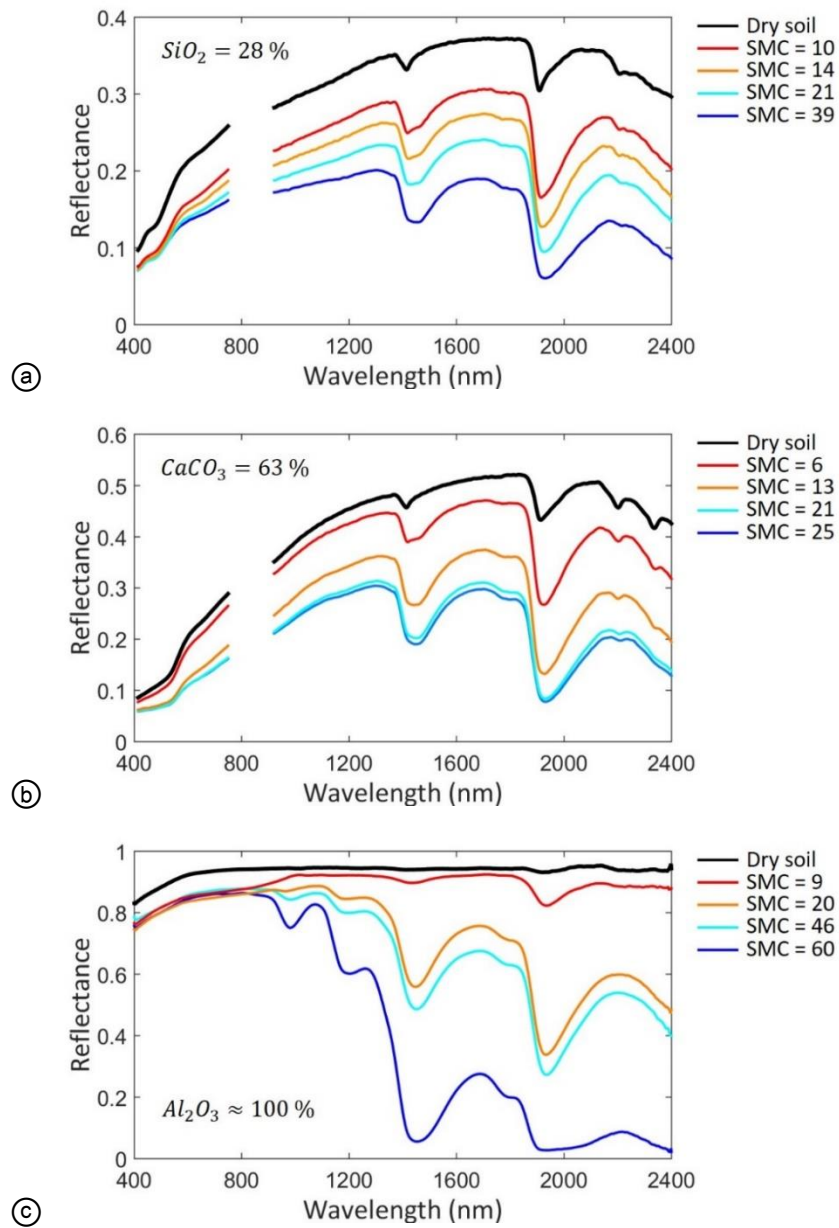 0.4
0.3
0.2
0.1
0
400
800
1200
1600
2000
2400
Reflectance
Wavelength (nm)
SiO₂ = 28 %
Dry soil
SMC = 10
SMC = 14
SMC = 21
SMC = 39
ⓐ
0.6
0.5
0.4
0.3
0.2
0.1
0
400
800
1200
1600
2000
2400
Reflectance
Wavelength (nm)
CaCO₃ = 63 %
Dry soil
SMC = 6
SMC = 13
SMC = 21
SMC = 25
ⓑ
1
0.8
0.6
0.4
0.2
0
400
800
1200
1600
2000
2400
Reflectance
Wavelength (nm)
Al₂O₃ ≈ 100 %
Dry soil
SMC = 9
SMC = 20
SMC = 46
SMC = 60
ⓒ